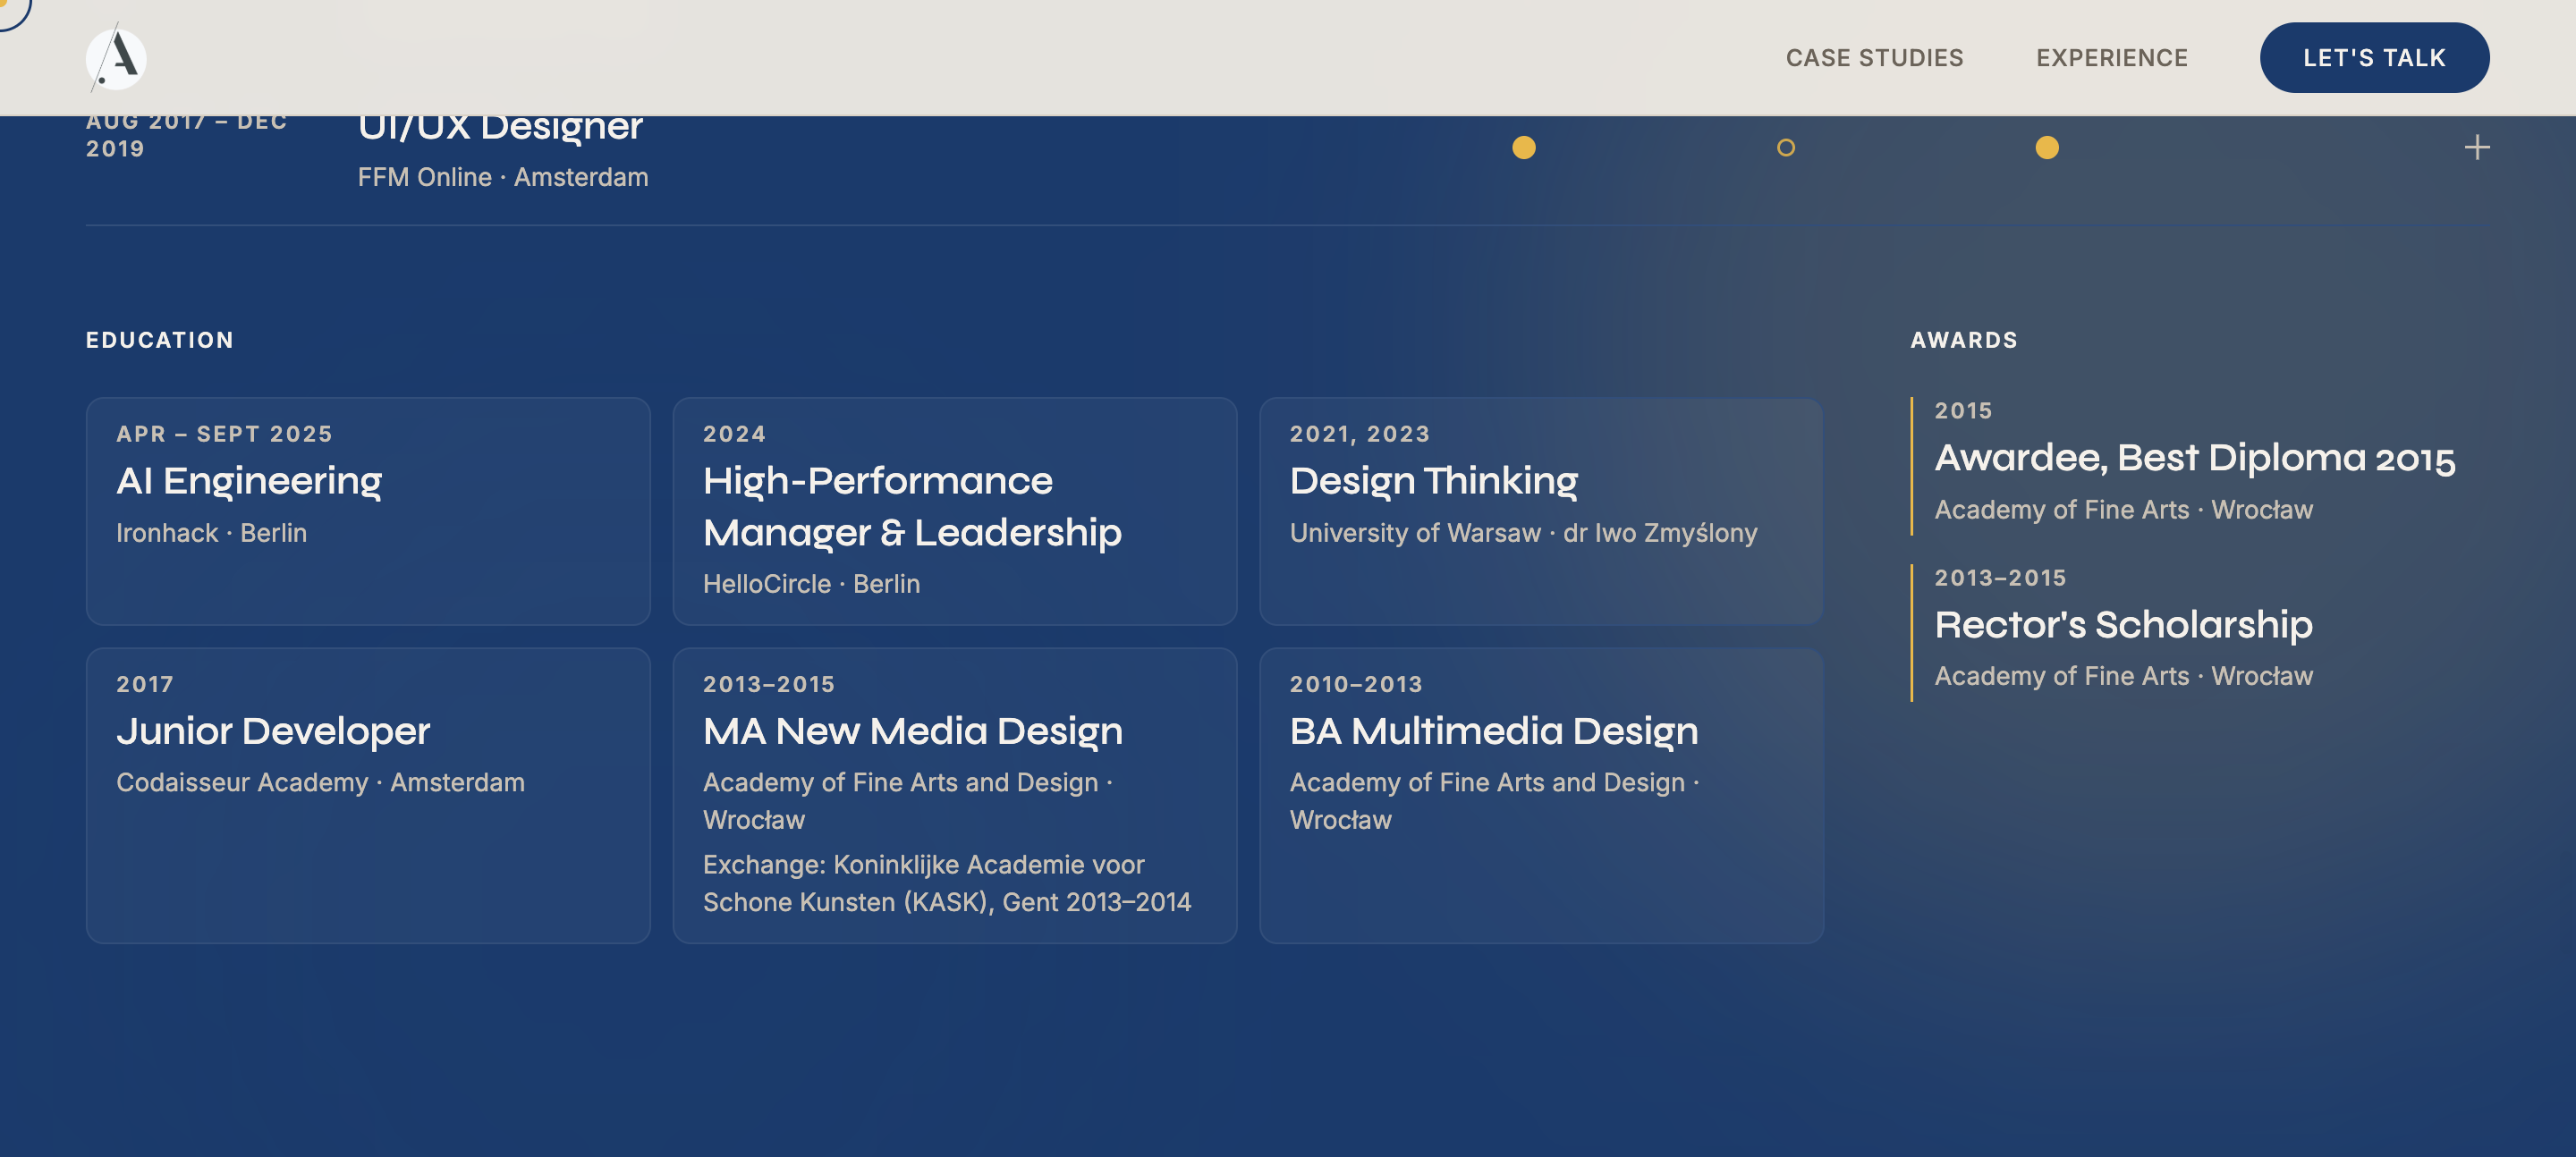 A
CASE STUDIES
EXPERIENCE
LET'S TALK
AUG 2017 – DEC
2019
UI/UX Designer
FFM Online · Amsterdam
EDUCATION
APR – SEPT 2025
AI Engineering
Ironhack · Berlin
2024
High-Performance
Manager & Leadership
HelloCircle · Berlin
2021, 2023
Design Thinking
University of Warsaw · dr Iwo Zmyślony
2017
Junior Developer
Codaisseur Academy · Amsterdam
2013–2015
MA New Media Design
Academy of Fine Arts and Design ·
Wrocław
Exchange: Koninklijke Academie voor
Schone Kunsten (KASK), Gent 2013–2014
2010–2013
BA Multimedia Design
Academy of Fine Arts and Design ·
Wrocław
AWARDS
2015
Awardee, Best Diploma 2015
Academy of Fine Arts · Wrocław
2013–2015
Rector's Scholarship
Academy of Fine Arts · Wrocław